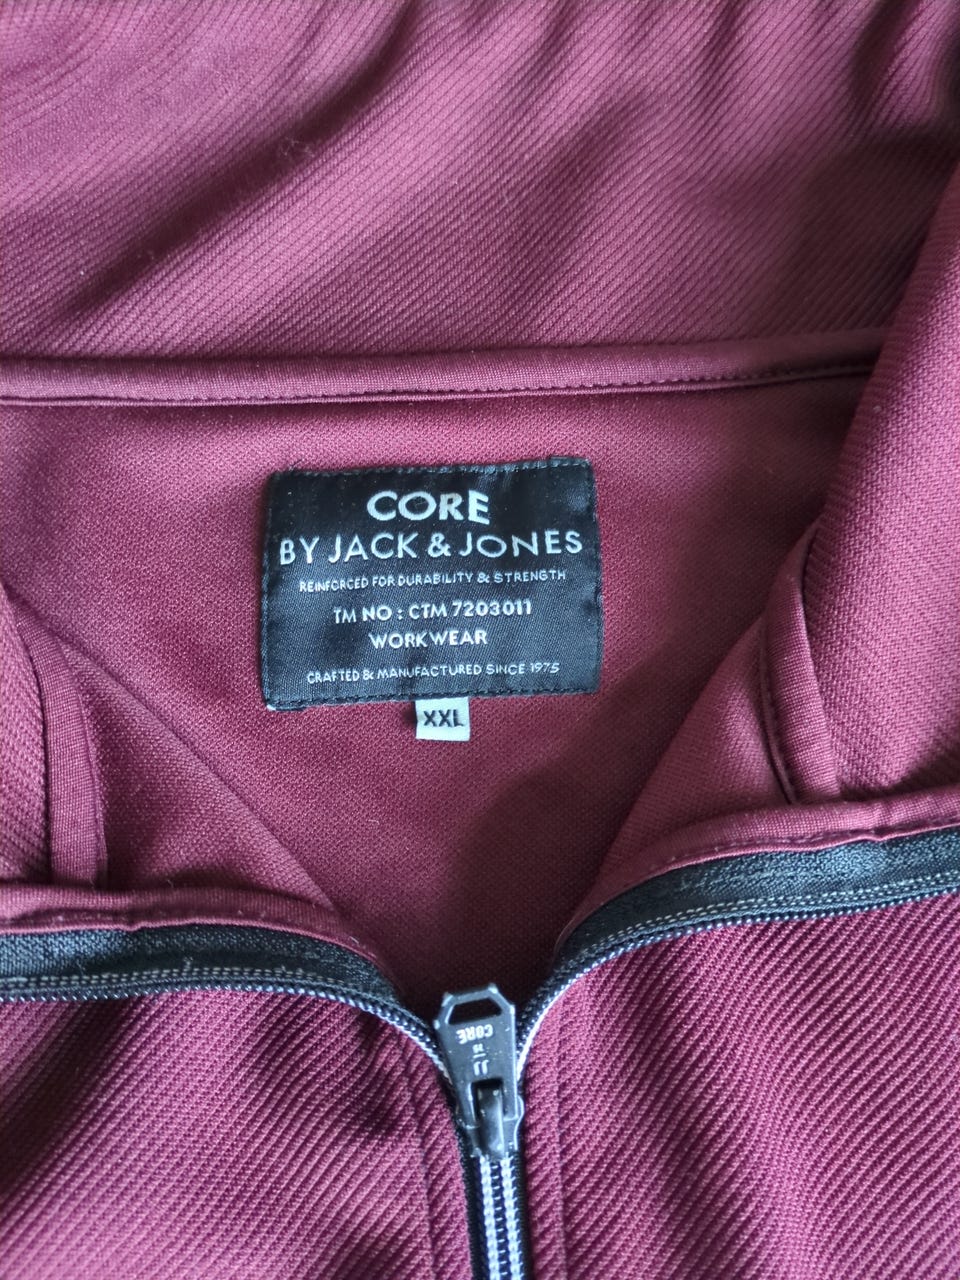 CORE
BY JACK & JONES
REINFORCED FOR DURABILITY & STRENGTH
TM NO : CTM 7203011
WORKWEAR
CRAFTED & MANUFACTURED SINCE 1975
XXL
CORE
JJ